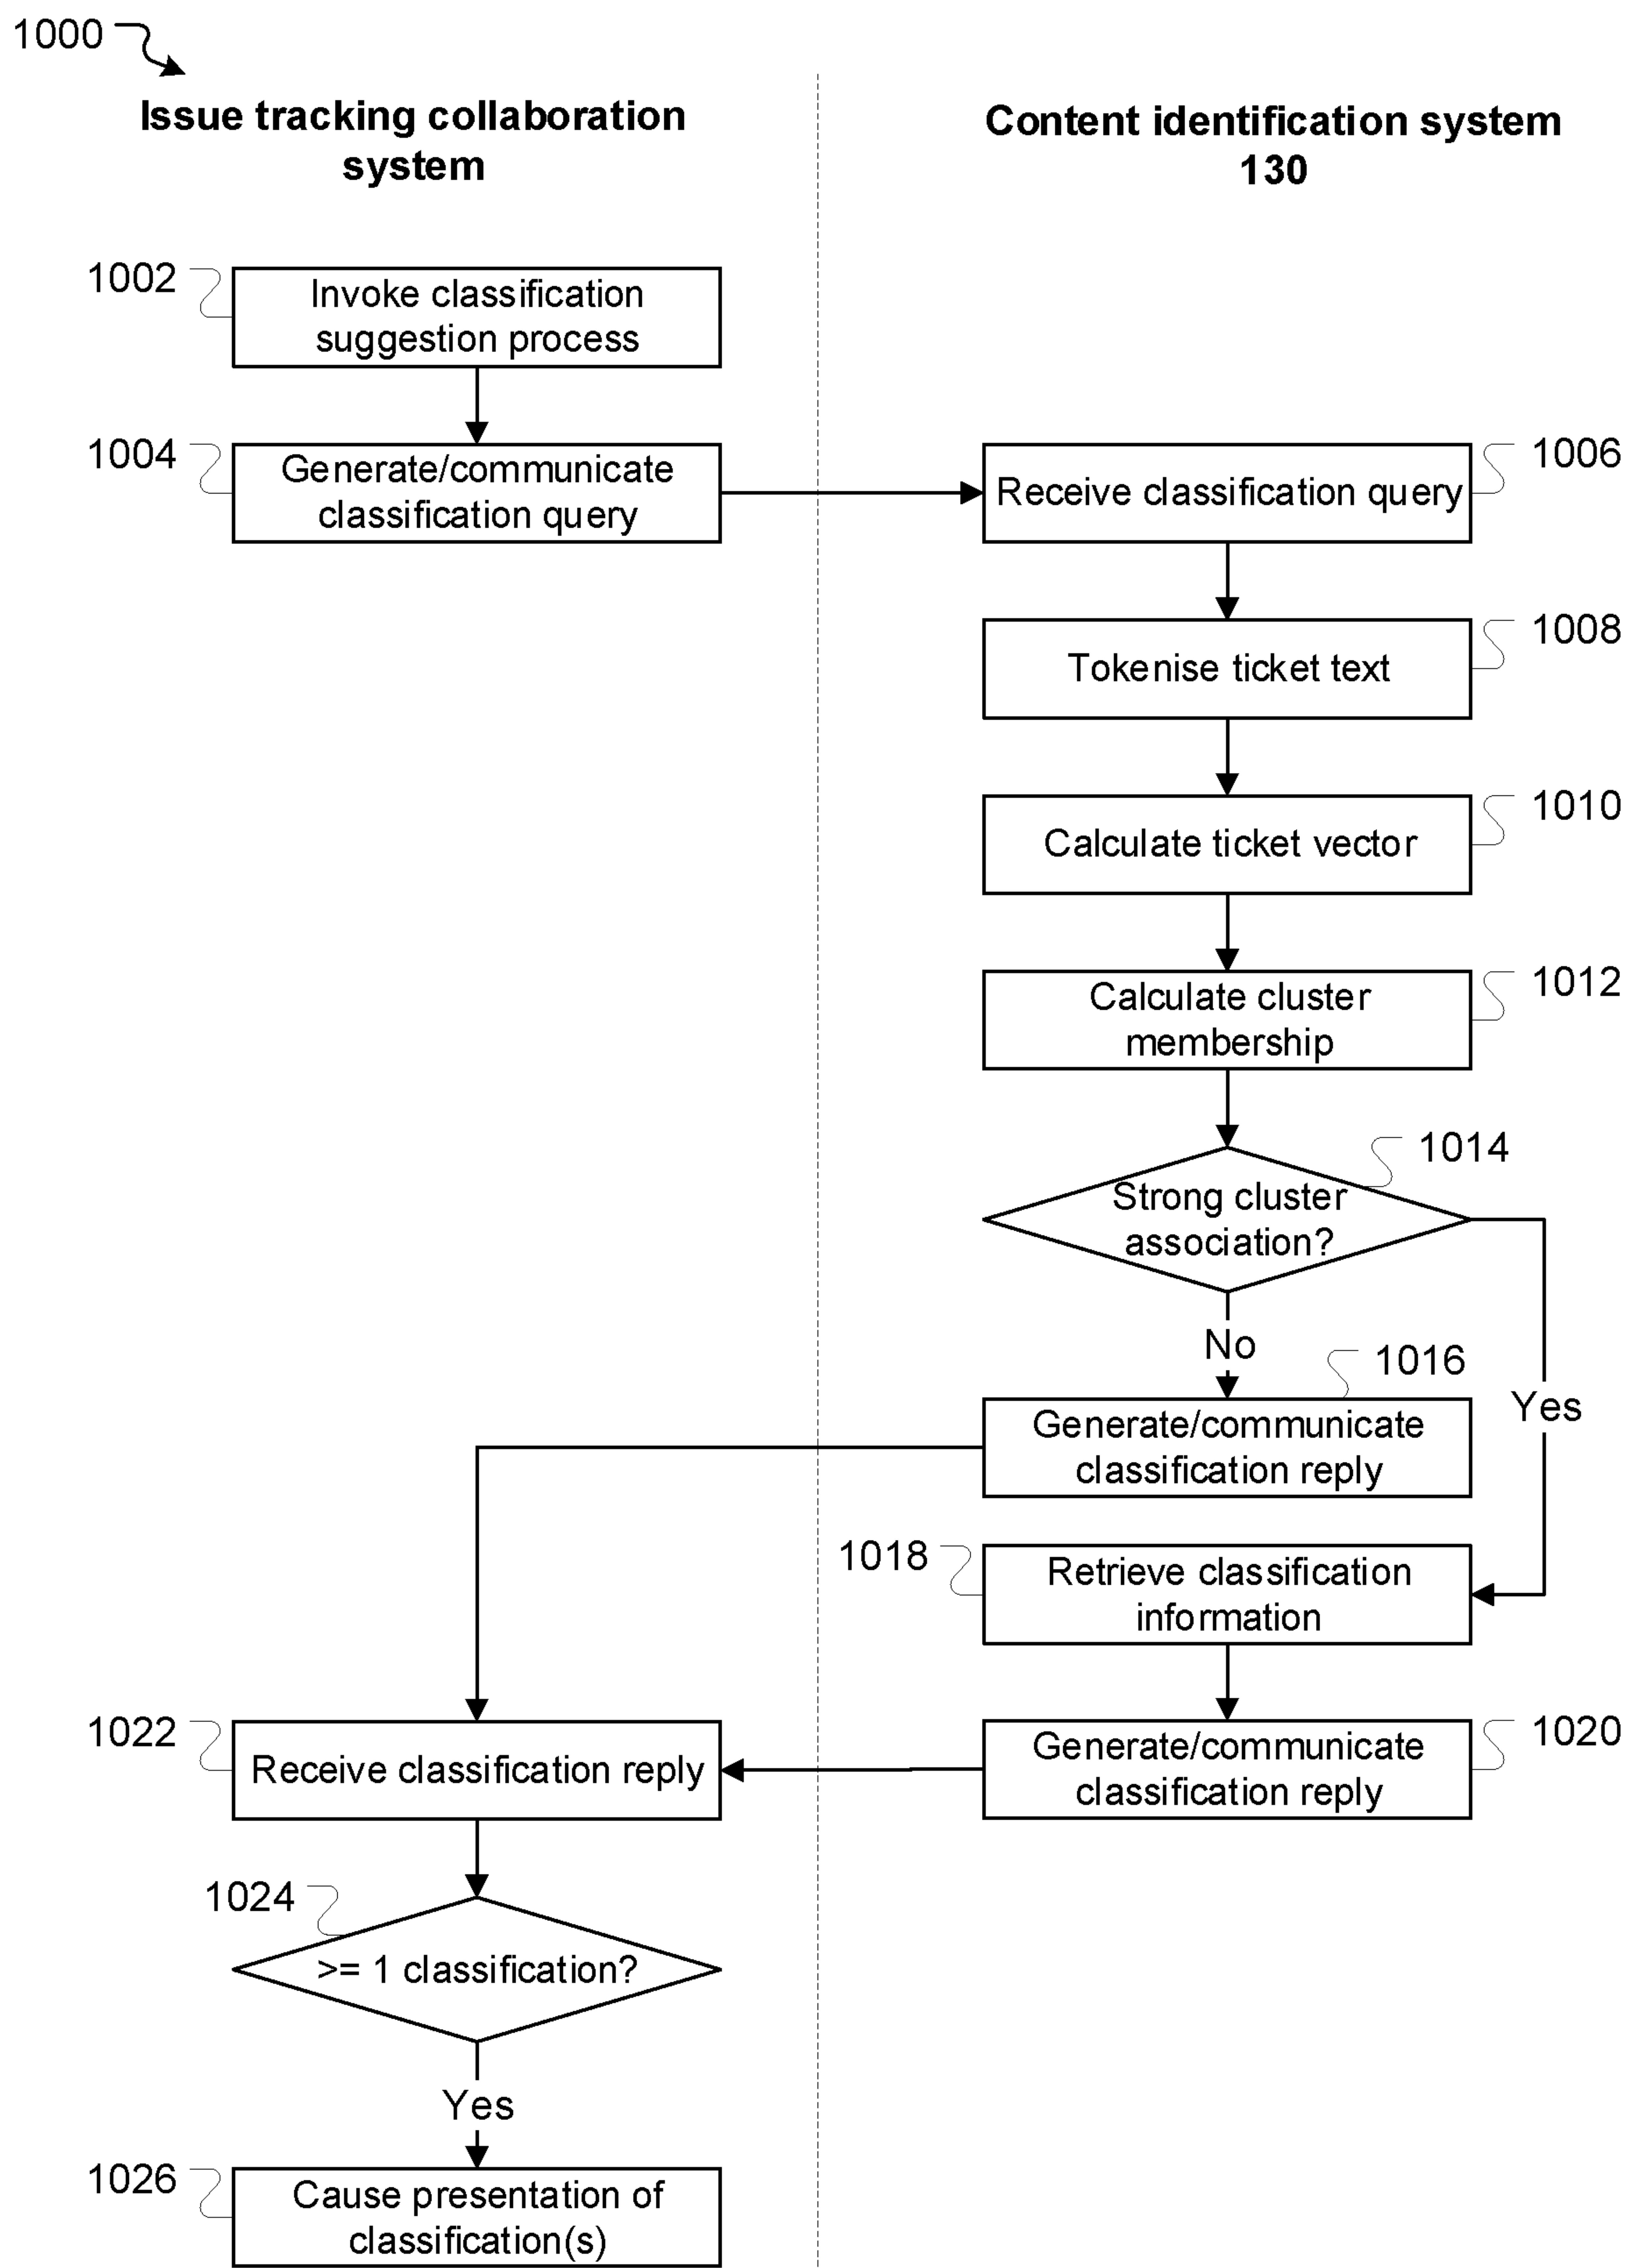 1000
Issue tracking collaboration
system
Content identification system
130
1002
Invoke classification
suggestion process
1004
Generate/communicate
classification query
1006
Receive classification query
1008
Tokenise ticket text
1010
Calculate ticket vector
1012
Calculate cluster
membership
1014
Strong cluster
association?
No
Yes
1016
Generate/communicate
classification reply
1018
Retrieve classification
information
1020
Generate/communicate
classification reply
1022
Receive classification reply
1024
>= 1 classification?
Yes
1026
Cause presentation of
classification(s)